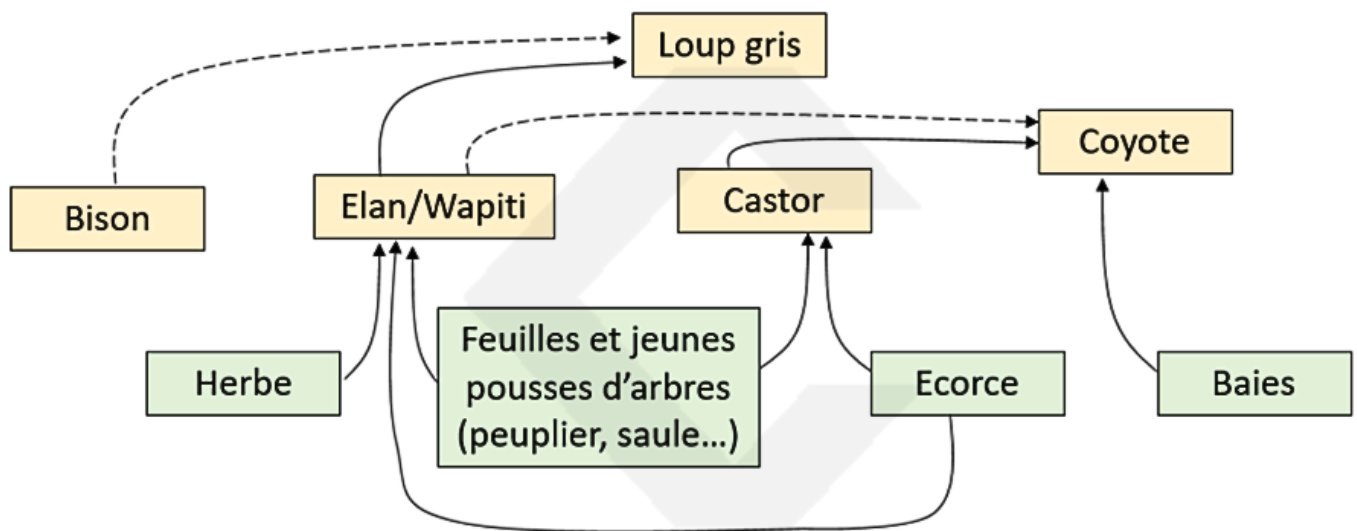 Loup gris
Coyote
Bison
Elan/Wapiti
Castor
Herbe
Feuilles et jeunes
pousses d'arbres
(peuplier, saule...)
Ecorce
Baies